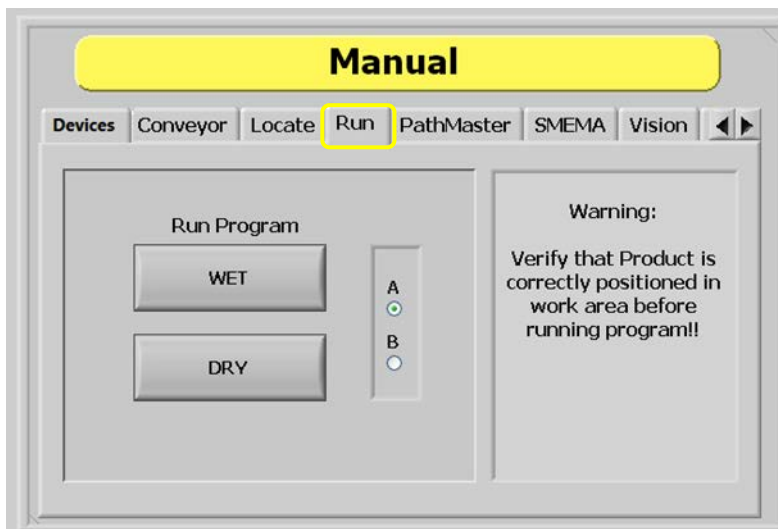 Manual
Devices Conveyor Locate Run PathMaster SMEMA Vision
Run Program
WET
DRY
A
B
Warning:
Verify that Product is
correctly positioned in
work area before
running program!!